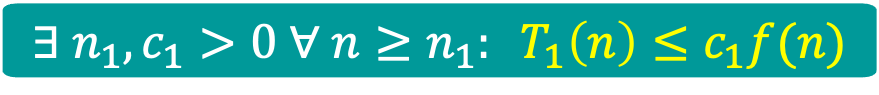 ∃ n₁, c₁ > 0 ∀ n ≥ n₁: T₁(n) ≤ c₁f(n)